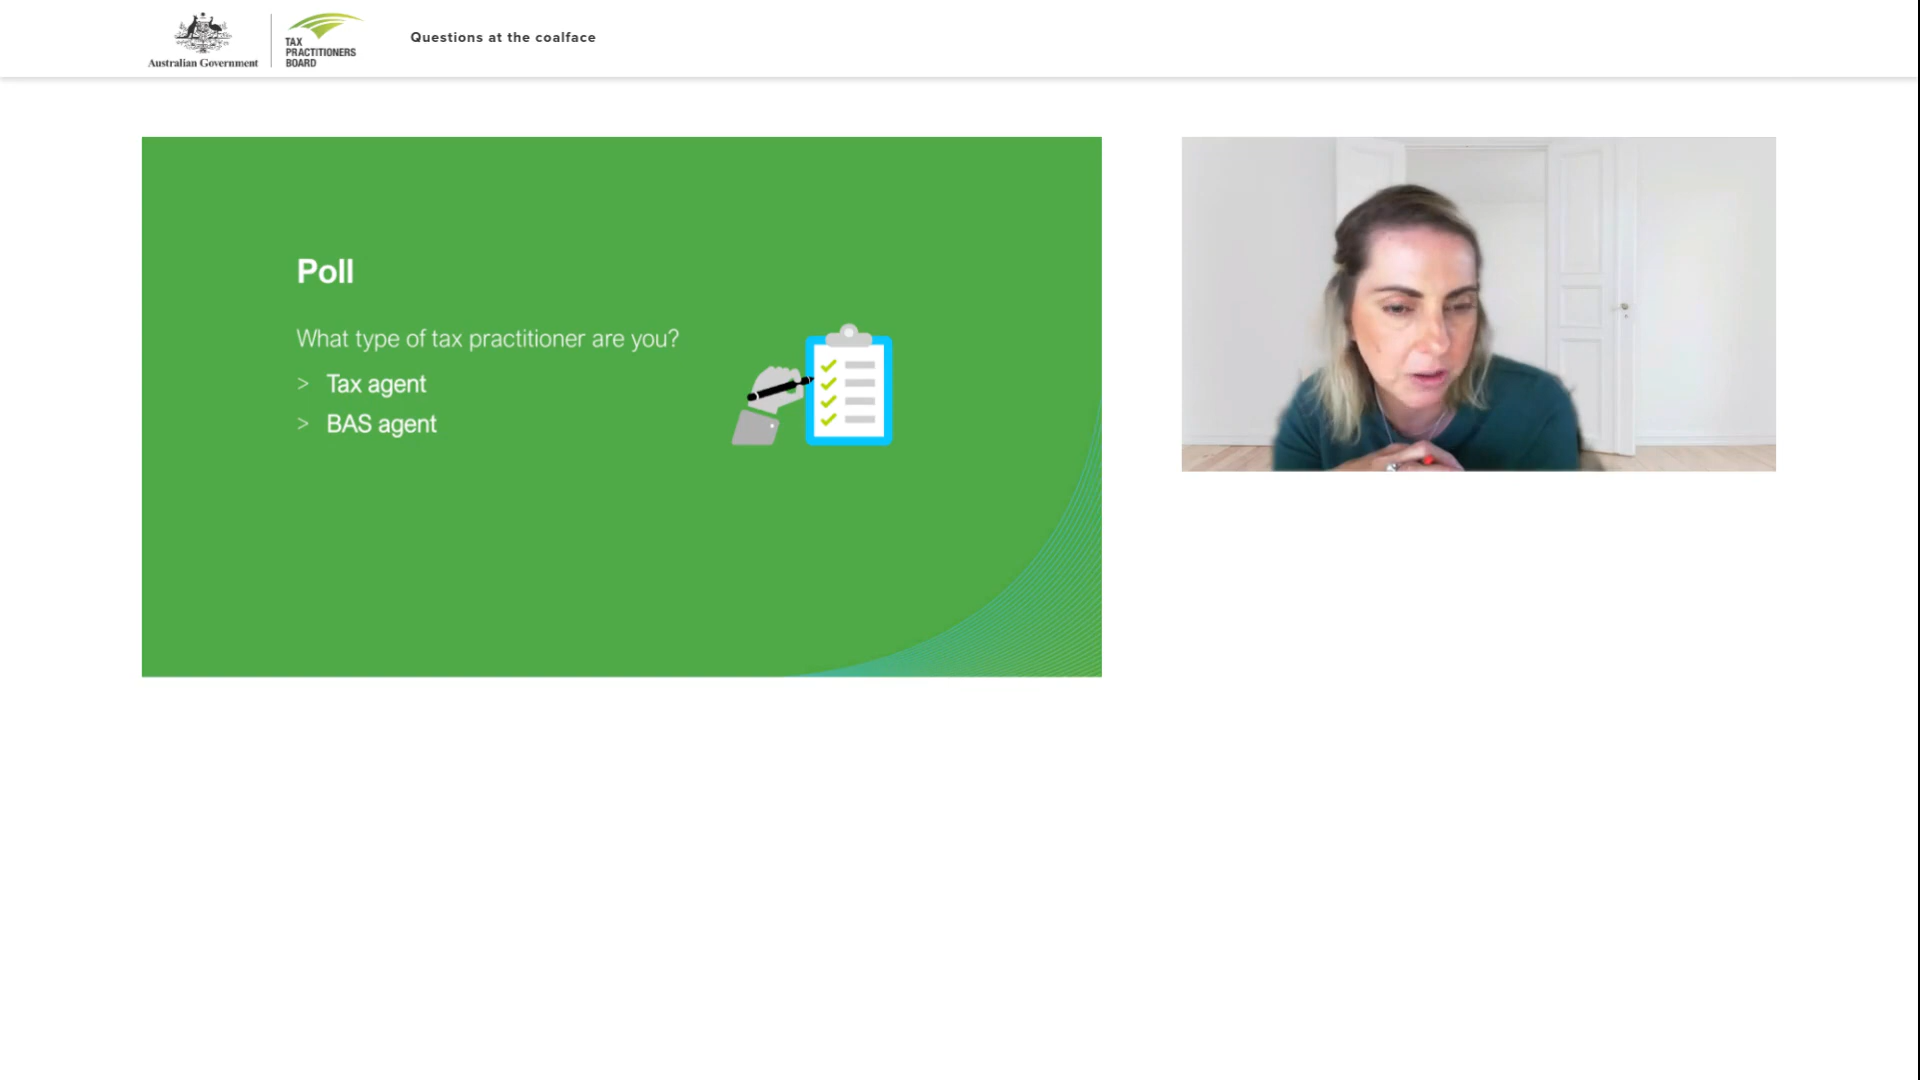 Australian Government
TAX
PRACTITIONERS
BOARD
Questions at the coalface
Poll
What type of tax practitioner are you?
> Tax agent
> BAS agent